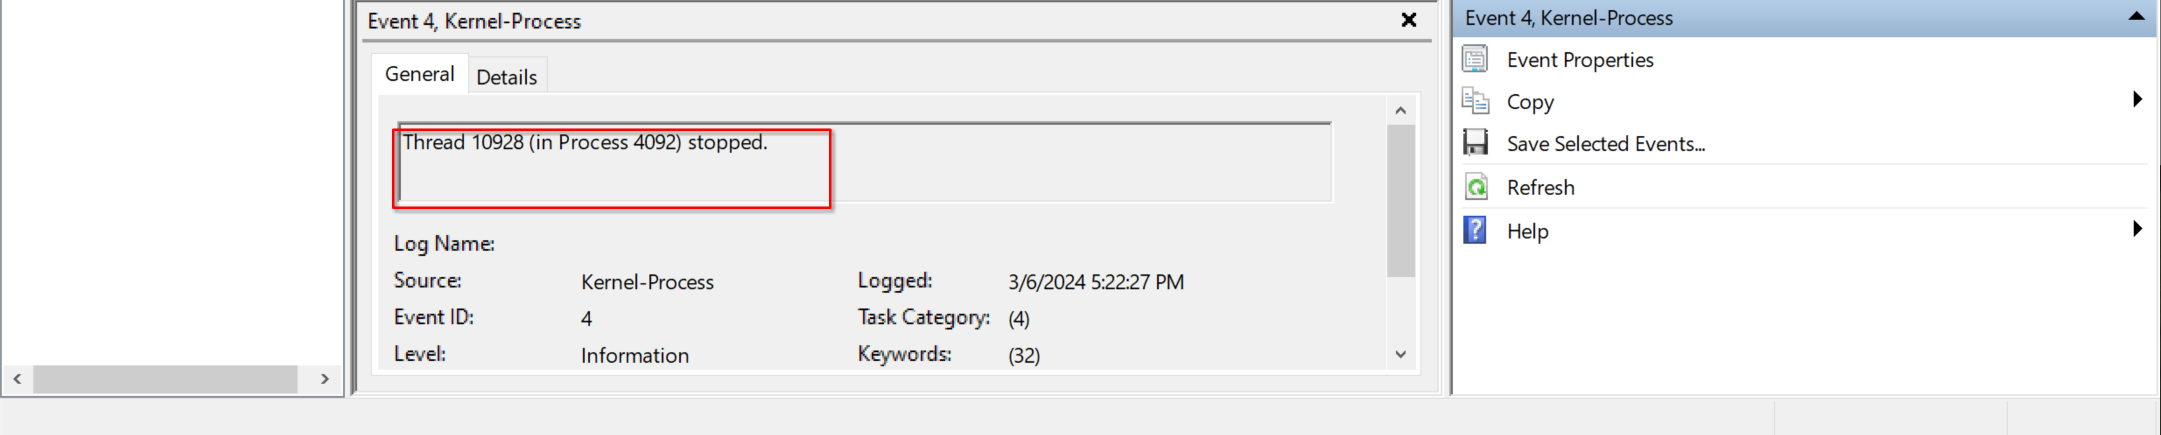 Event 4, Kernel-Process
General Details
Thread 10928 (in Process 4092) stopped.
Log Name:
Source: Kernel-Process Logged: 3/6/2024 5:22:27 PM
Event ID: 4 Task Category: (4)
Level: Information Keywords: (32)
Event 4, Kernel-Process
Event Properties
Copy
Save Selected Events...
Refresh
Help